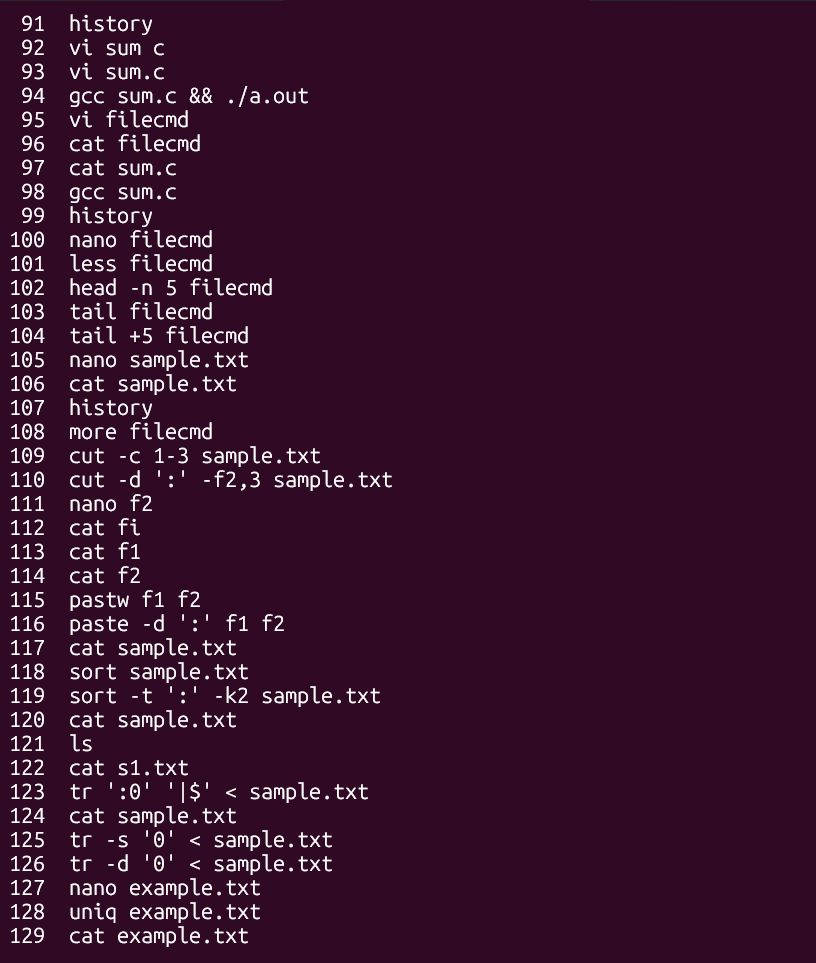 91 history
92 vi sum c
93 vi sum.c
94 gcc sum.c && ./a.out
95 vi filecmd
96 cat filecmd
97 cat sum.c
98 gcc sum.c
99 history
100 nano filecmd
101 less filecmd
102 head -n 5 filecmd
103 tail filecmd
104 tail +5 filecmd
105 nano sample.txt
106 cat sample.txt
107 history
108 more filecmd
109 cut -c 1-3 sample.txt
110 cut -d ':' -f2,3 sample.txt
111 nano f2
112 cat fi
113 cat f1
114 cat f2
115 pastw f1 f2
116 paste -d ':' f1 f2
117 cat sample.txt
118 sort sample.txt
119 sort -t ':' -k2 sample.txt
120 cat sample.txt
121 ls
122 cat s1.txt
123 tr ':0' '|$' < sample.txt
124 cat sample.txt
125 tr -s '0' < sample.txt
126 tr -d '0' < sample.txt
127 nano example.txt
128 uniq example.txt
129 cat example.txt